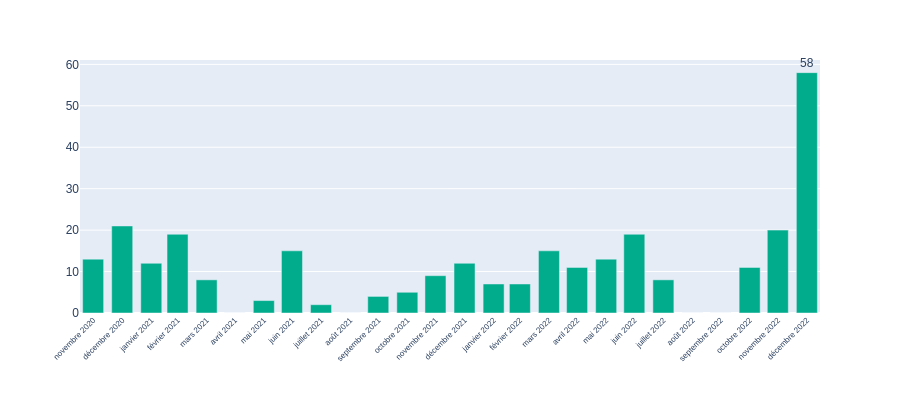 58
60
50
40
30
20
10
0
novembre 2020
décembre 2020
janvier 2021
février 2021
mars 2021
avril 2021
mai 2021
juin 2021
juillet 2021
août 2021
septembre 2021
octobre 2021
novembre 2021
décembre 2021
janvier 2022
février 2022
mars 2022
avril 2022
mai 2022
juin 2022
juillet 2022
août 2022
septembre 2022
octobre 2022
novembre 2022
décembre 2022